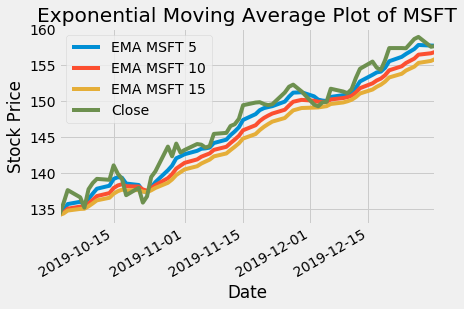 Exponential Moving Average Plot of MSFT
160
155
150
145
140
135
Stock Price
EMA MSFT 5
EMA MSFT 10
EMA MSFT 15
Close
2019-10-15
2019-11-01
2019-11-15
2019-12-01
2019-12-15
Date